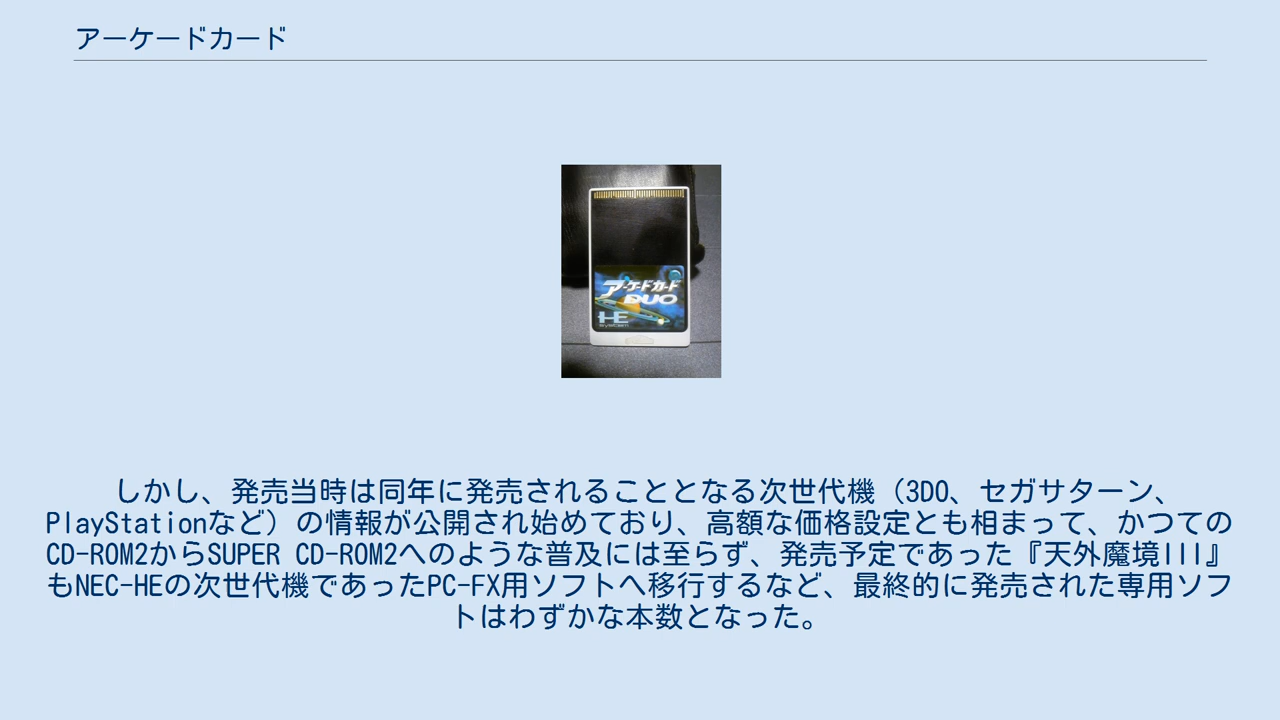 アーケードカード
アーケードカード
DUO
HE
SYSTEM
しかし、発売当時は同年に発売されることとなる次世代機（3DO、セガサターン、
PlayStationなど）の情報が公開され始めており、高額な価格設定とも相まって、かつての
CD-ROM2からSUPER CD-ROM2へのような普及には至らず、発売予定であった『天外魔境III』
もNEC-HEの次世代機であったPC-FX用ソフトへ移行するなど、最終的に発売された専用ソフ
トはわずかな本数となった。